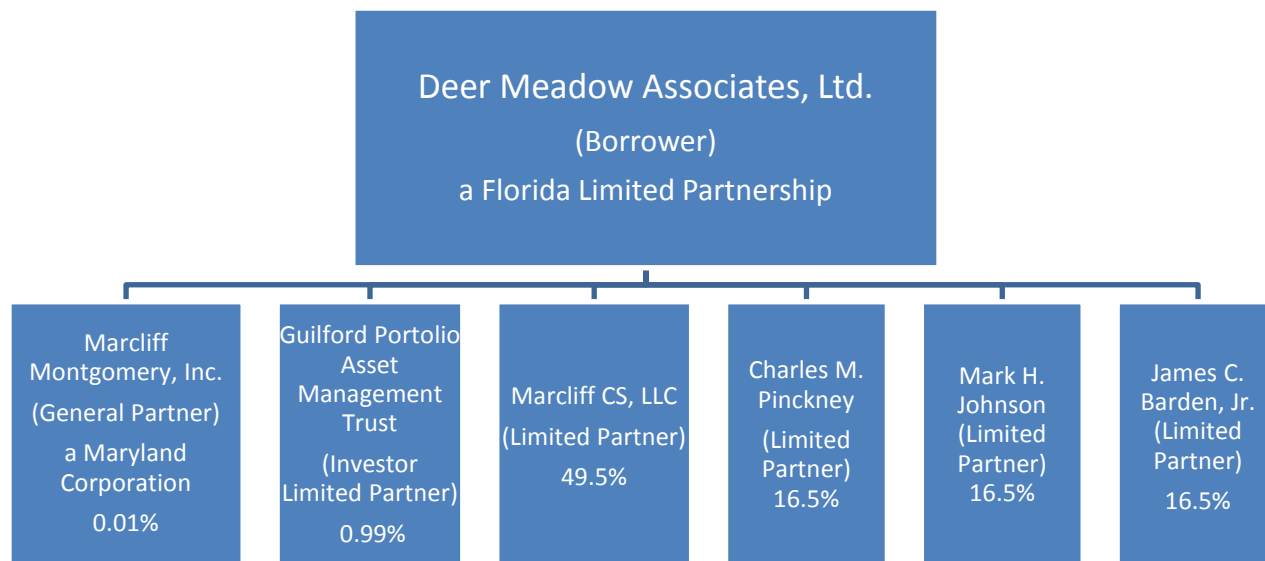 Deer Meadow Associates, Ltd.
(Borrower)
a Florida Limited Partnership
Marcliff
Montgomery, Inc.
(General Partner)
a Maryland
Corporation
0.01%
Guilford Portolio
Asset
Management
Trust
(Investor
Limited Partner)
0.99%
Marcliff CS, LLC
(Limited Partner)
49.5%
Charles M.
Pinckney
(Limited
Partner)
16.5%
Mark H.
Johnson
(Limited
Partner)
16.5%
James C.
Barden, Jr.
(Limited
Partner)
16.5%